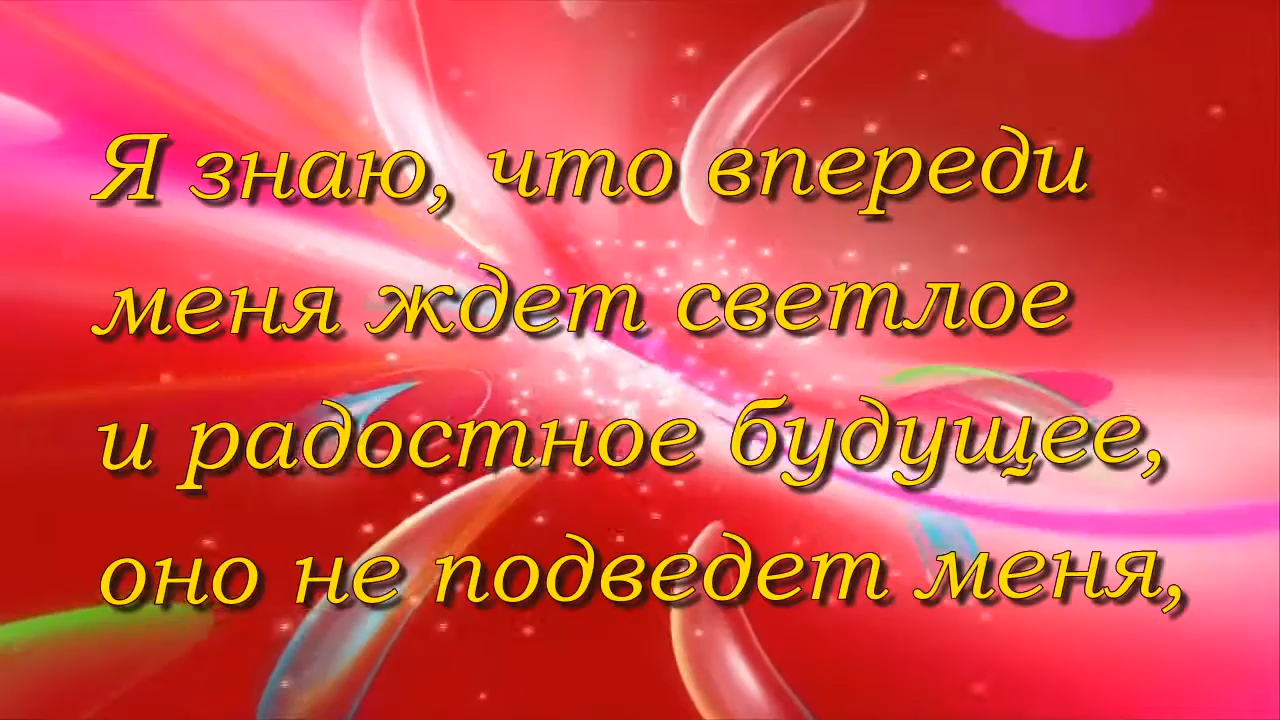 Я знаю, что впереди
меня ждет светлое
и радостное будущее,
оно не подведет меня,